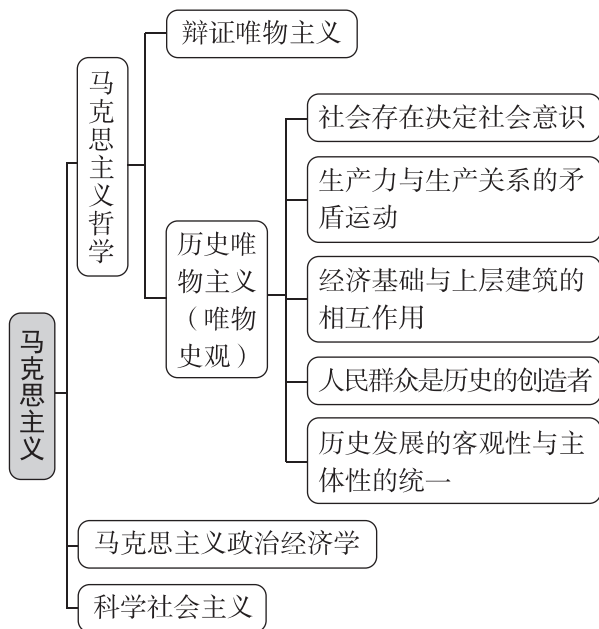 辩证唯物主义
马克思主义哲学
社会存在决定社会意识
生产力与生产关系的矛
盾运动
历史唯
物主义
（唯物
史观）
经济基础与上层建筑的
相互作用
人民群众是历史的创造者
历史发展的客观性与主
体性的统一
马克思主义
马克思主义政治经济学
科学社会主义